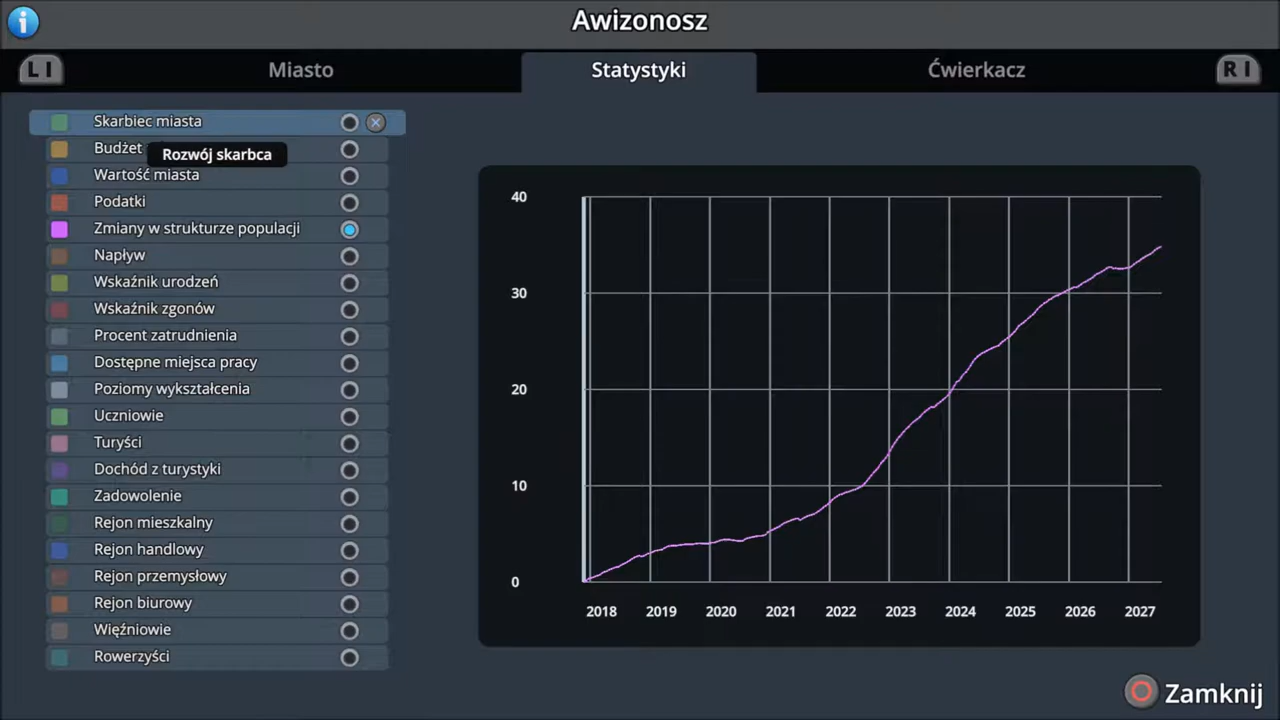 Awizonosz
L1
Miasto
Statystyki
Ćwierkacz
R1
Skarbiec miasta
Budżet
Rozwój skarbca
Wartość miasta
Podatki
Zmiany w strukturze populacji
Napływ
Wskaźnik urodzeń
Wskaźnik zgonów
Procent zatrudnienia
Dostępne miejsca pracy
Poziomy wykształcenia
Uczniowie
Turyści
Dochód z turystyki
Zadowolenie
Rejon mieszkalny
Rejon handlowy
Rejon przemysłowy
Rejon biurowy
Więźniowie
Rowerzyści
40
30
20
10
0
2018 2019 2020 2021 2022 2023 2024 2025 2026 2027
Zamknij